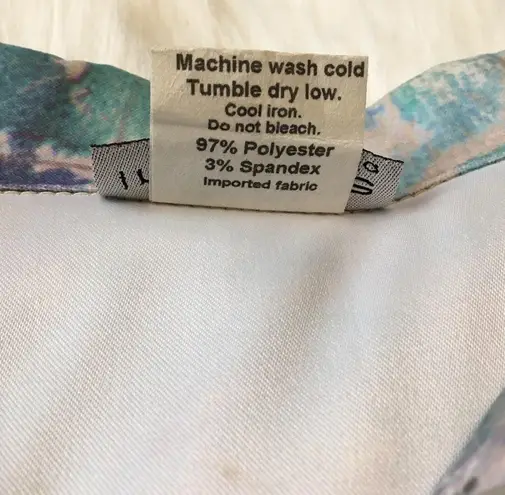 Machine wash cold
Tumble dry low.
Cool iron.
Do not bleach.
97% Polyester
3% Spandex
Imported fabric